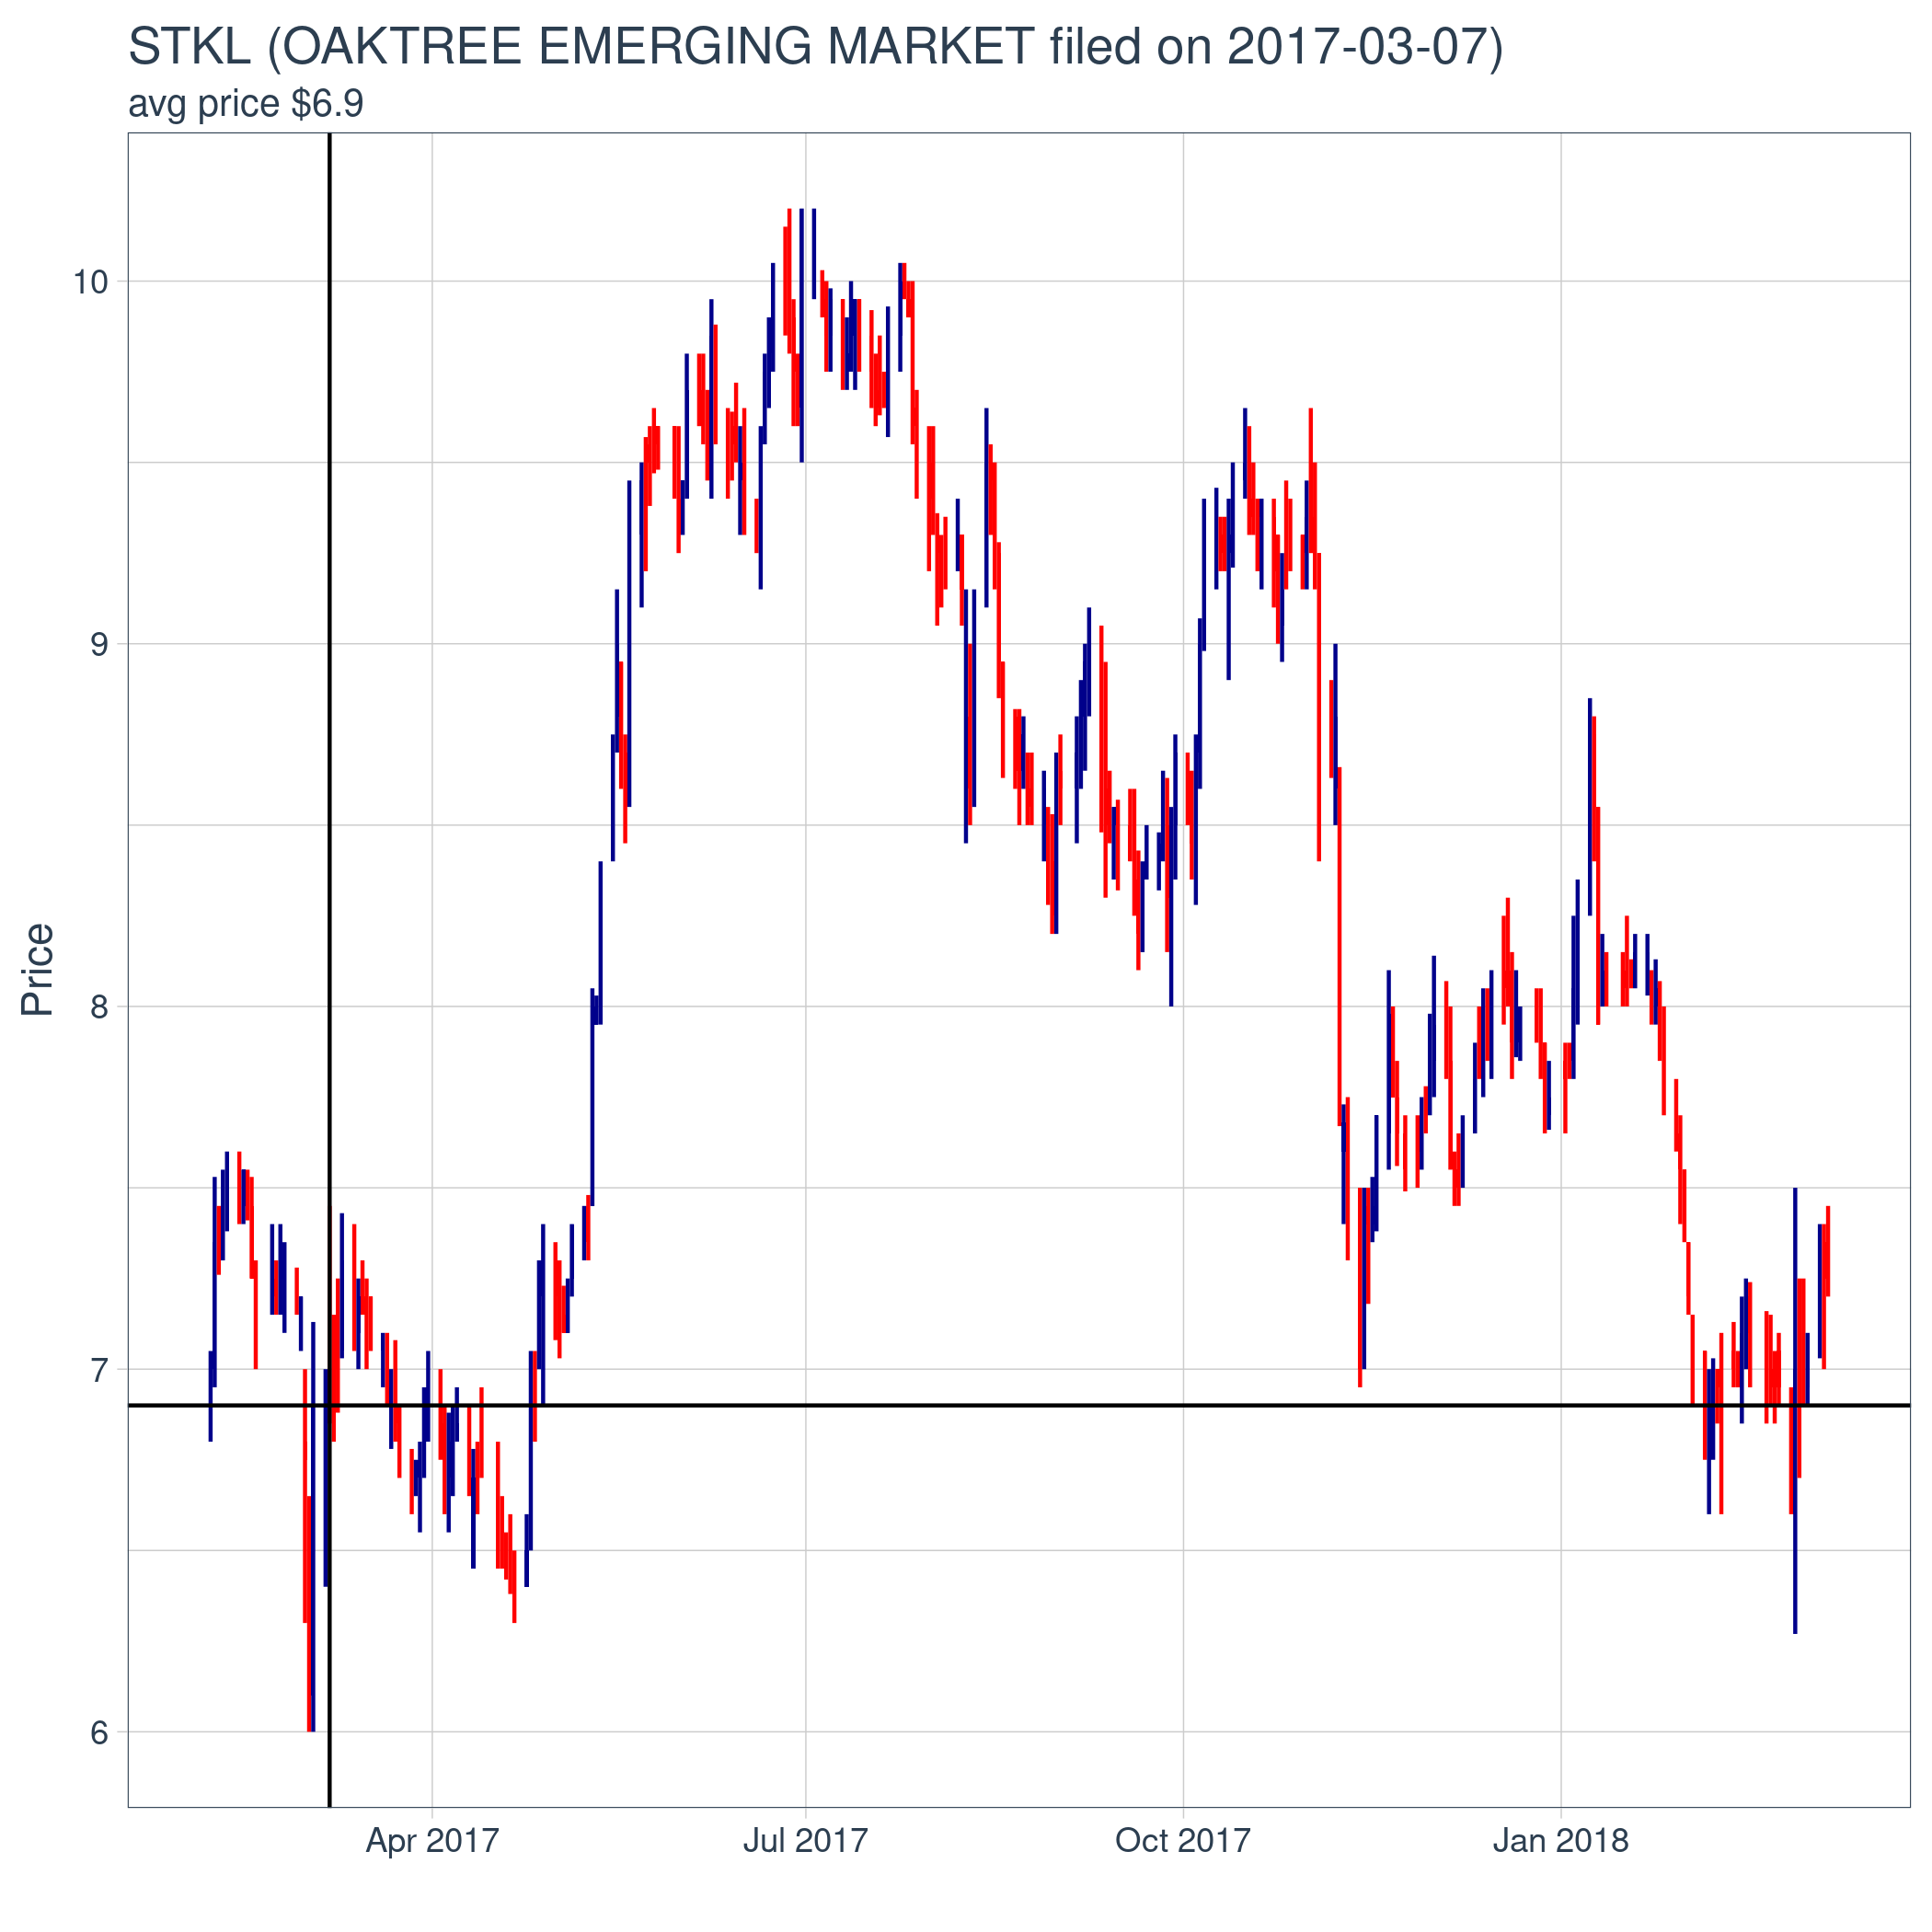 STKL (OAKTREE EMERGING MARKET filed on 2017-03-07)
avg price $6.9
10
9
8
7
6
Price
Apr 2017
Jul 2017
Oct 2017
Jan 2018